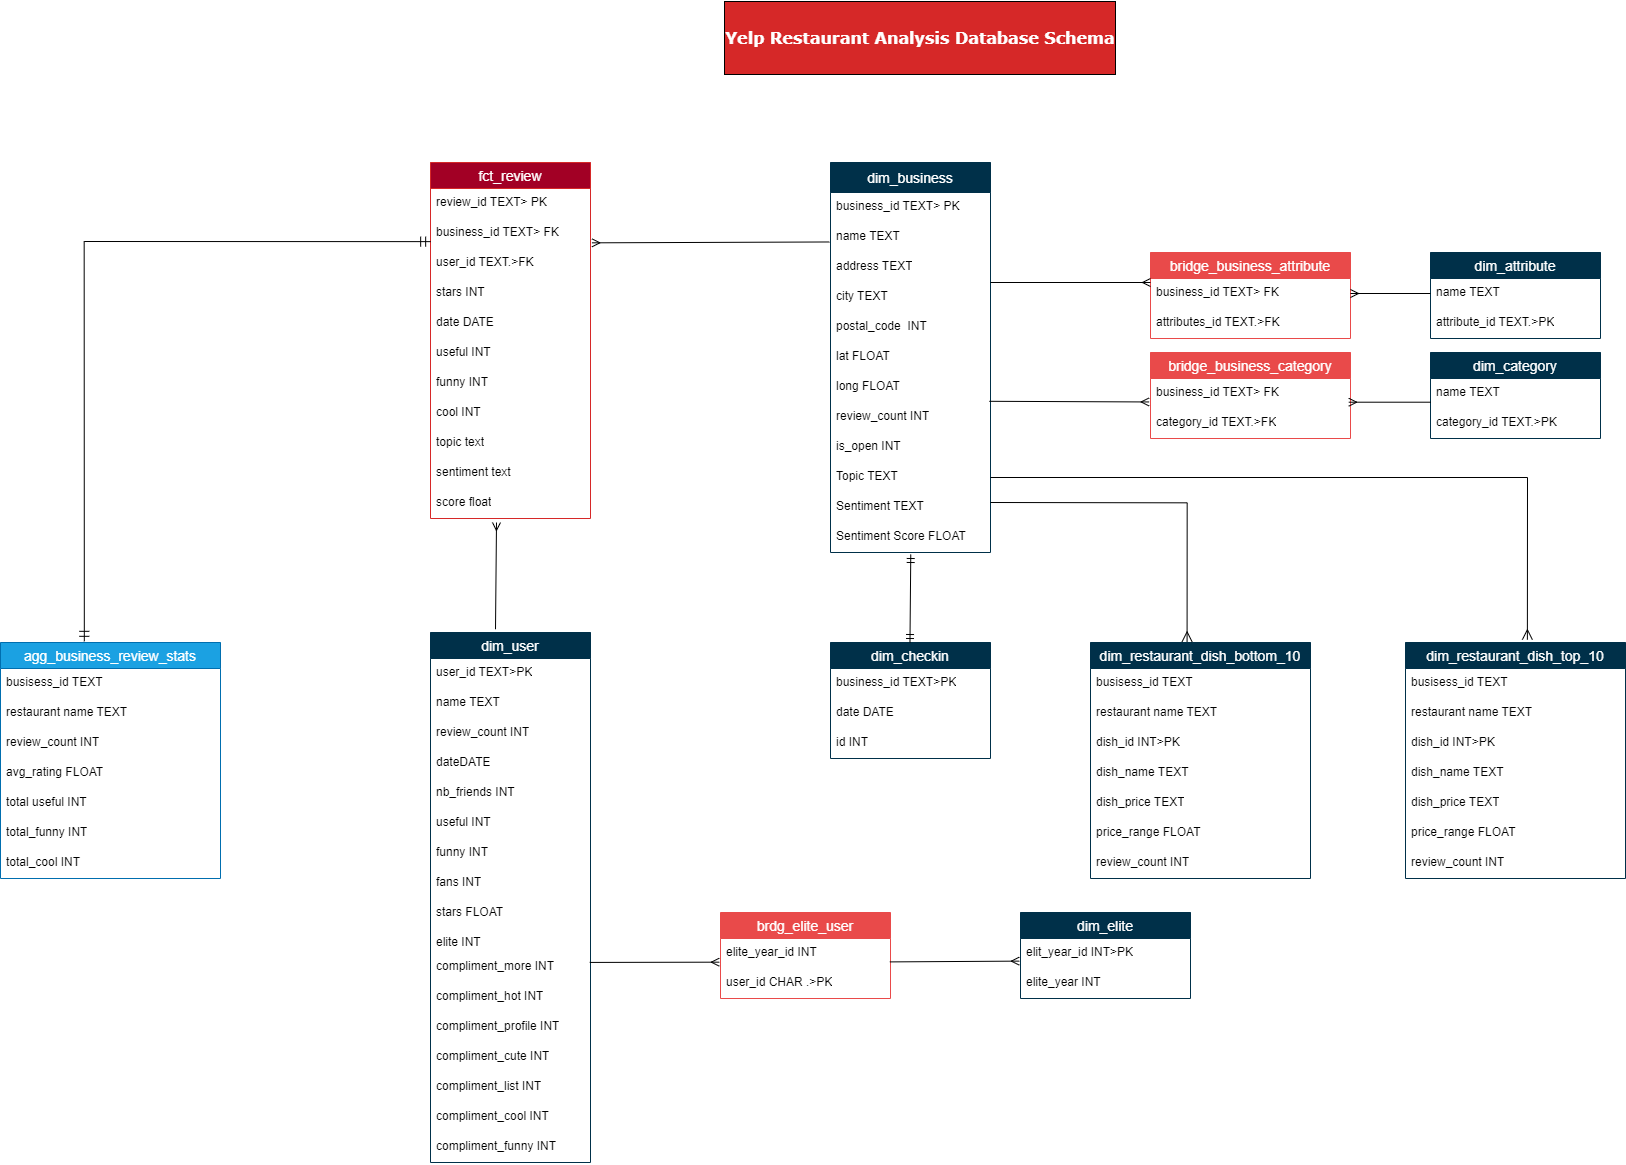 Yelp Restaurant Analysis Database Schema
fct_review
review_id TEXT> PK
business_id TEXT> FK
user_id TEXT.>FK
stars INT
date DATE
useful INT
funny INT
cool INT
topic text
sentiment text
score float
dim_business
business_id TEXT> PK
name TEXT
address TEXT
city TEXT
postal_code  INT
lat FLOAT
long FLOAT
review_count INT
is_open INT
Topic TEXT
Sentiment TEXT
Sentiment Score FLOAT
bridge_business_attribute
business_id TEXT> FK
attributes_id TEXT.>FK
dim_attribute
name TEXT
attribute_id TEXT.>PK
bridge_business_category
business_id TEXT> FK
category_id TEXT.>FK
dim_category
name TEXT
category_id TEXT.>PK
agg_business_review_stats
busisess_id TEXT
restaurant name TEXT
review_count INT
avg_rating FLOAT
total useful INT
total_funny INT
total_cool INT
dim_user
user_id TEXT>PK
name TEXT
review_count INT
dateDATE
nb_friends INT
useful INT
funny INT
fans INT
stars FLOAT
elite INT
compliment_more INT
compliment_hot INT
compliment_profile INT
compliment_cute INT
compliment_list INT
compliment_cool INT
compliment_funny INT
dim_checkin
business_id TEXT>PK
date DATE
id INT
dim_restaurant_dish_bottom_10
busisess_id TEXT
restaurant name TEXT
dish_id INT>PK
dish_name TEXT
dish_price TEXT
price_range FLOAT
review_count INT
dim_restaurant_dish_top_10
busisess_id TEXT
restaurant name TEXT
dish_id INT>PK
dish_name TEXT
dish_price TEXT
price_range FLOAT
review_count INT
brdg_elite_user
elite_year_id INT
user_id CHAR .>PK
dim_elite
elit_year_id INT>PK
elite_year INT